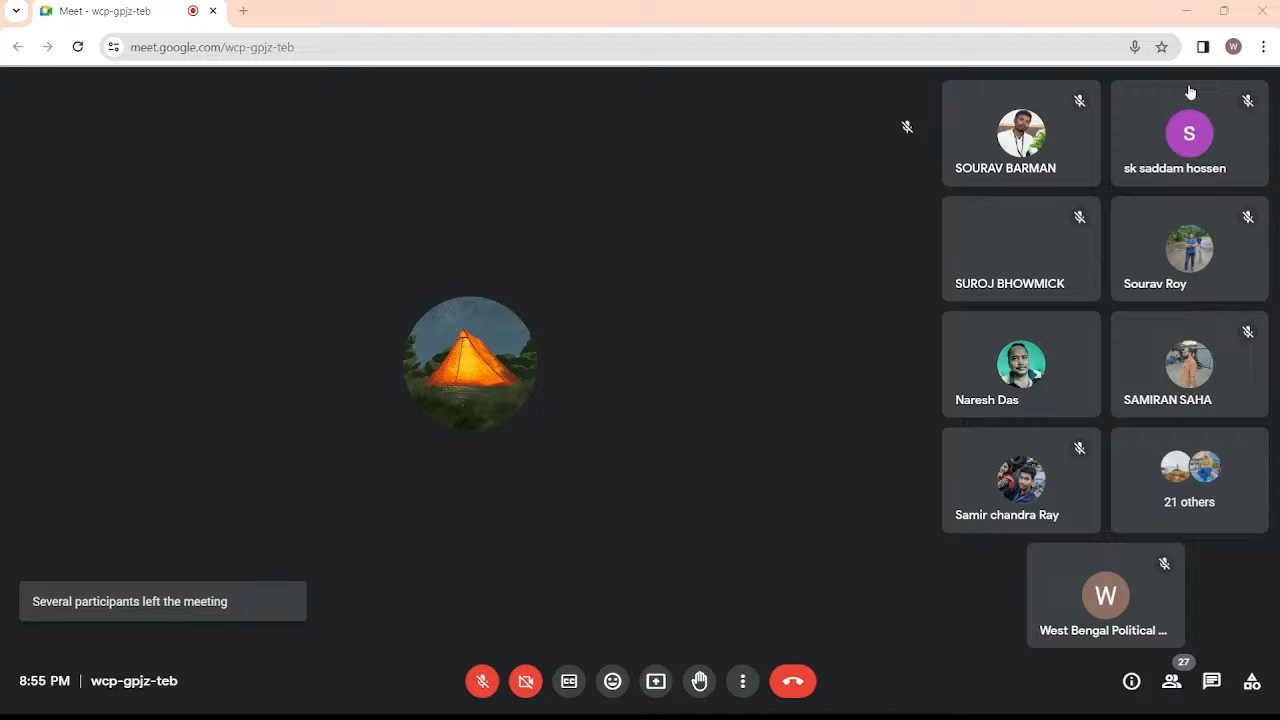 Meet - wcp-gpjz-teb
meet.google.com/wcp-gpjz-teb
W
SOURAV BARMAN
S
sk saddam hossen
SUROJ BHOWMICK
Sourav Roy
Naresh Das
SAMIRAN SAHA
Samir chandra Ray
21 others
W
West Bengal Political ...
Several participants left the meeting
8:55 PM | wcp-gpjz-teb
CC
27